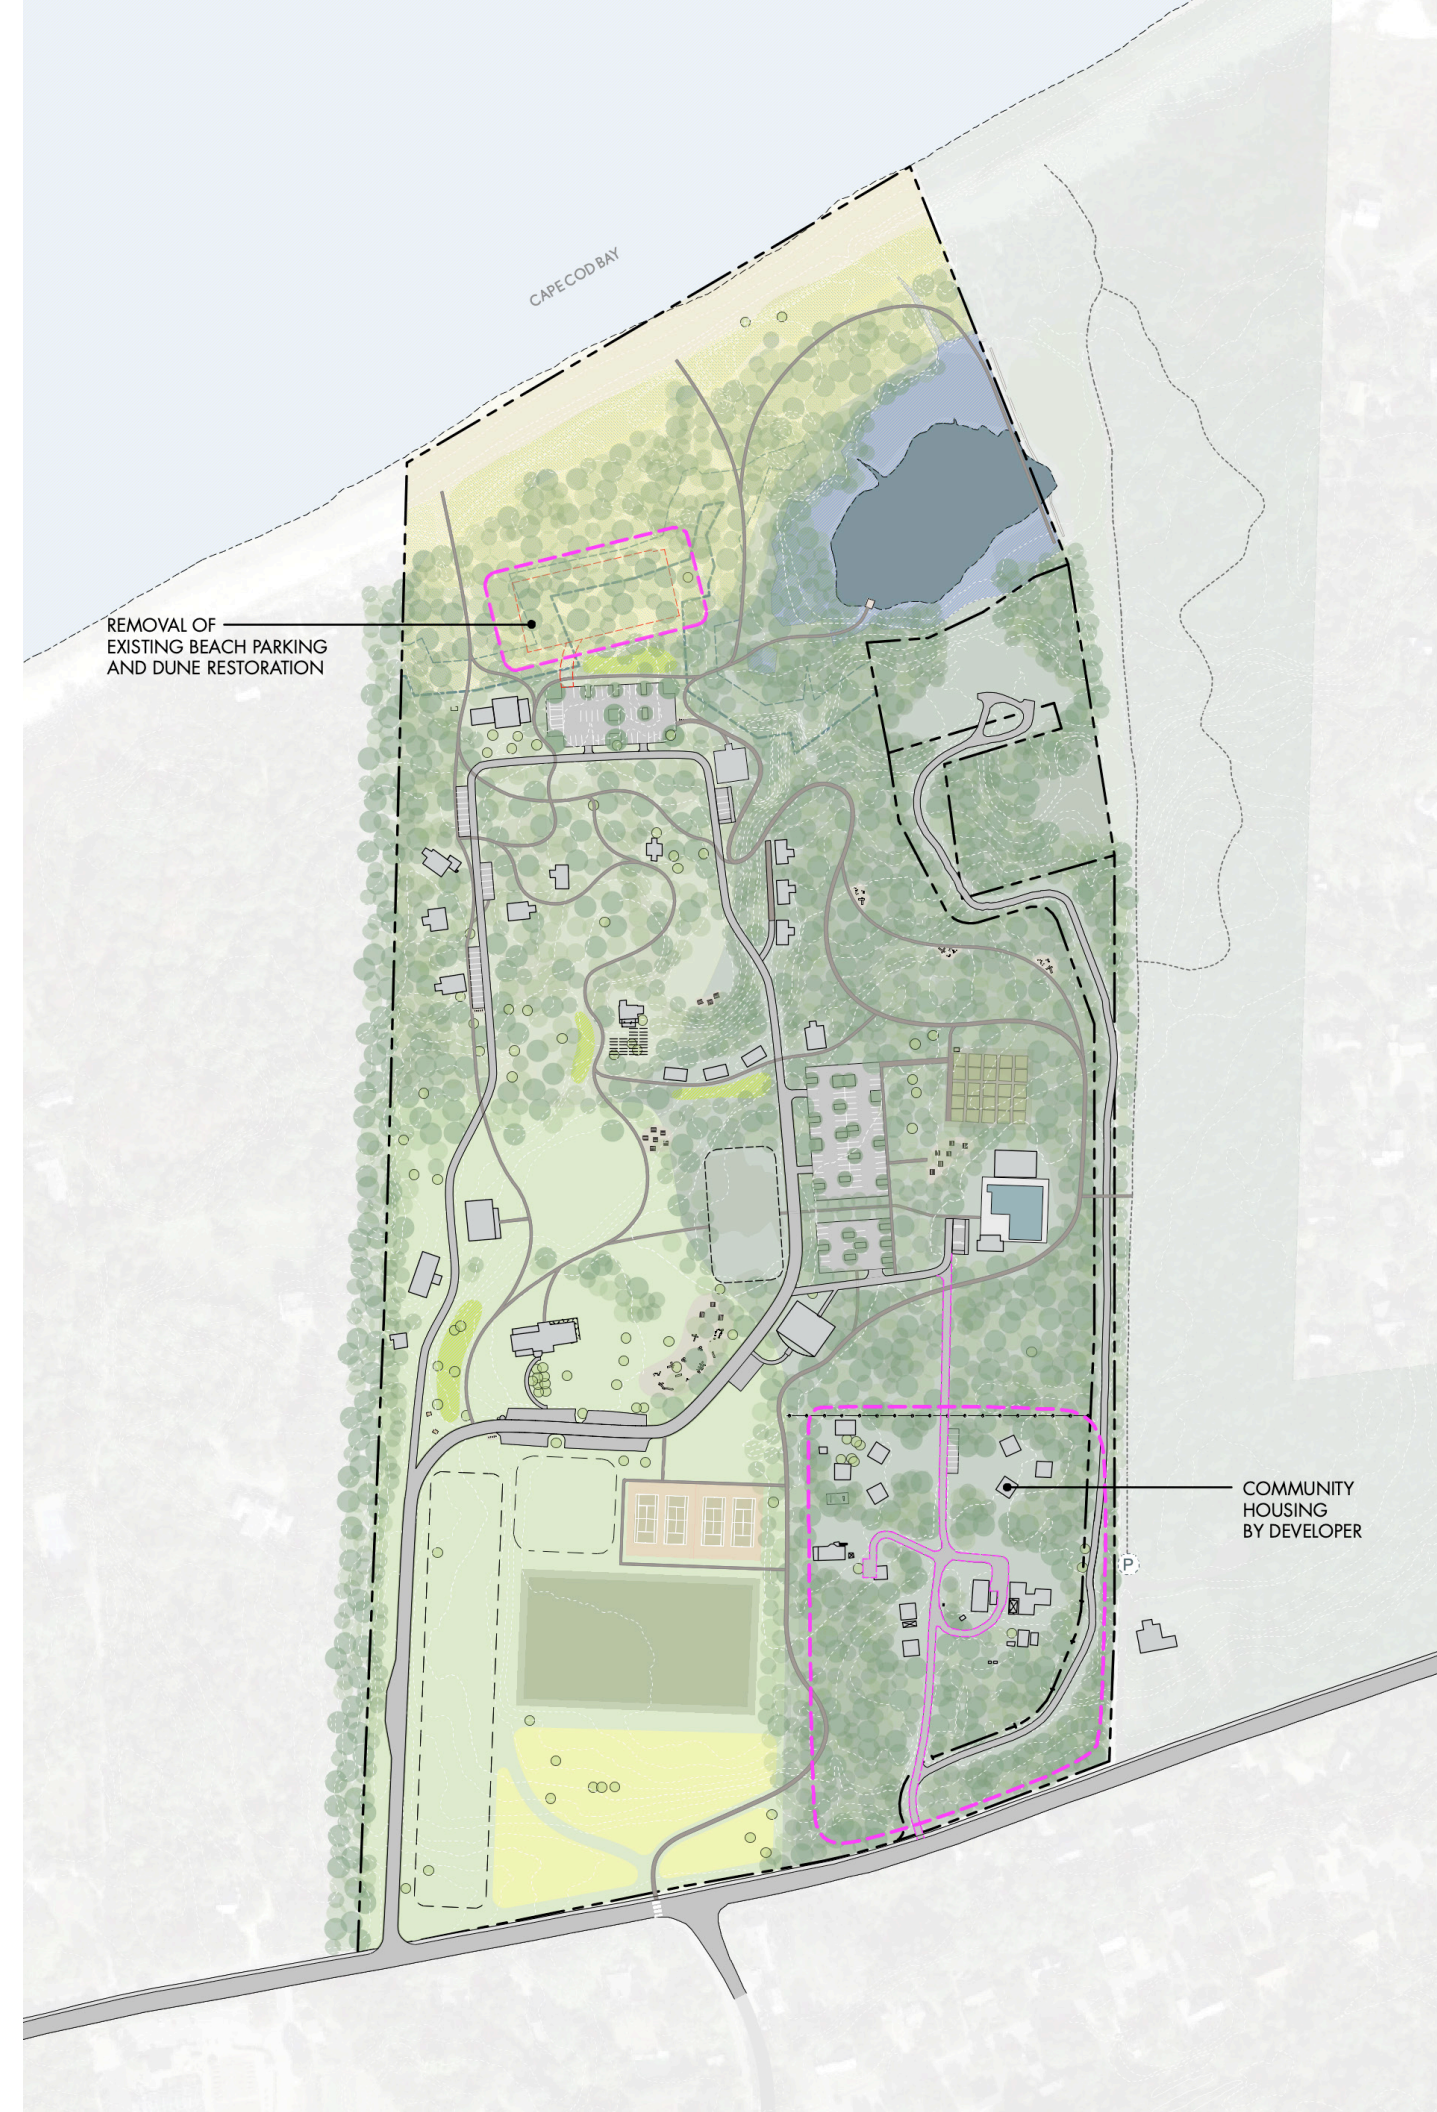 CAPE COD BAY
REMOVAL OF
EXISTING BEACH PARKING
AND DUNE RESTORATION
COMMUNITY
HOUSING
BY DEVELOPER
P